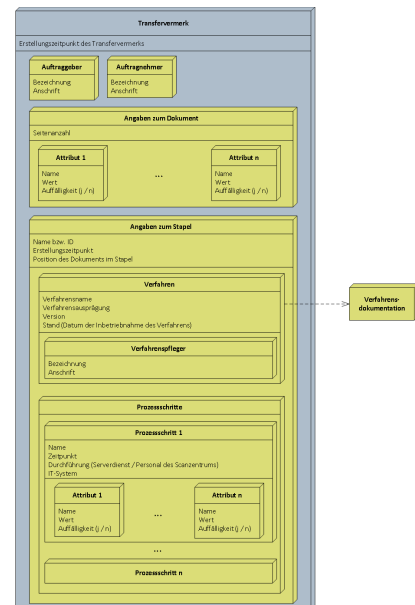 Transfervermerk
Erstellungszeitpunkt des Transfervermerks
Auftraggeber
Bezeichnung
Anschrift
Auftragnehmer
Bezeichnung
Anschrift
Angaben zum Dokument
Seitenanzahl
Attribut 1
Name
Wert
Auffälligkeit (j / n)
...
Attribut n
Name
Wert
Auffälligkeit (j / n)
Angaben zum Stapel
Name bzw. ID
Erstellungszeitpunkt
Position des Dokuments im Stapel
Verfahren
Verfahrensname
Verfahrensausprägung
Version
Stand (Datum der Inbetriebnahme des Verfahrens)
Verfahrenspfleger
Bezeichnung
Anschrift
Verfahrens-
dokumentation
Prozessschritte
Prozessschritt 1
Name
Zeitpunkt
Durchführung (Serverdienst / Personal des Scanzentrums)
IT-System
Attribut 1
Name
Wert
Auffälligkeit (j / n)
...
Attribut n
Name
Wert
Auffälligkeit (j / n)
...
Prozessschritt n